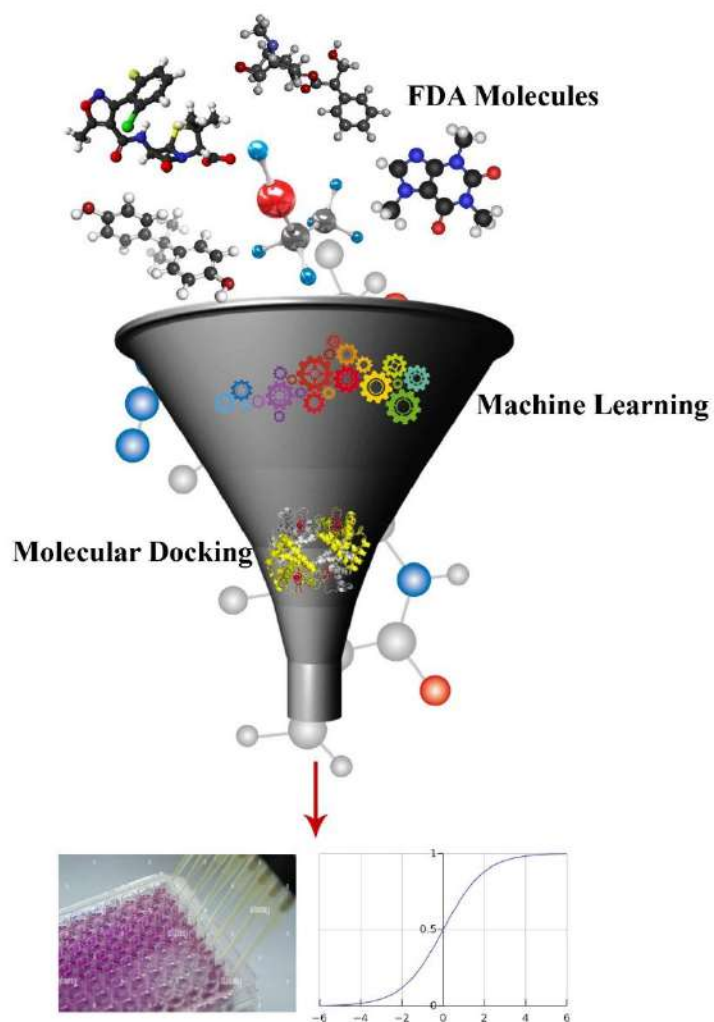 FDA Molecules
Machine Learning
Molecular Docking
1
0.5
0
−6 −4 −2 0 2 4 6